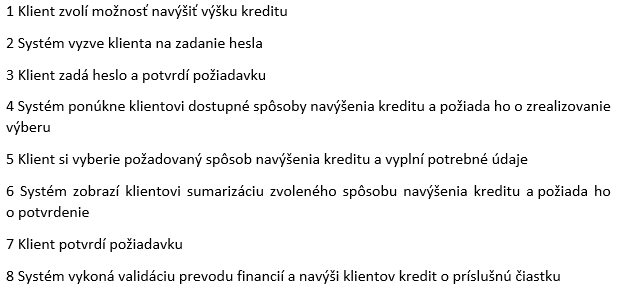 1 Klient zvolí možnosť navýšiť výšku kreditu
2 Systém vyzve klienta na zadanie hesla
3 Klient zadá heslo a potvrdí požiadavku
4 Systém ponúkne klientovi dostupné spôsoby navýšenia kreditu a požiada ho o zrealizovanie
výberu
5 Klient si vyberie požadovaný spôsob navýšenia kreditu a vyplní potrebné údaje
6 Systém zobrazí klientovi sumarizáciu zvoleného spôsobu navýšenia kreditu a požiada ho
o potvrdenie
7 Klient potvrdí požiadavku
8 Systém vykoná validáciu prevodu financií a navýši klientov kredit o príslušnú čiastku